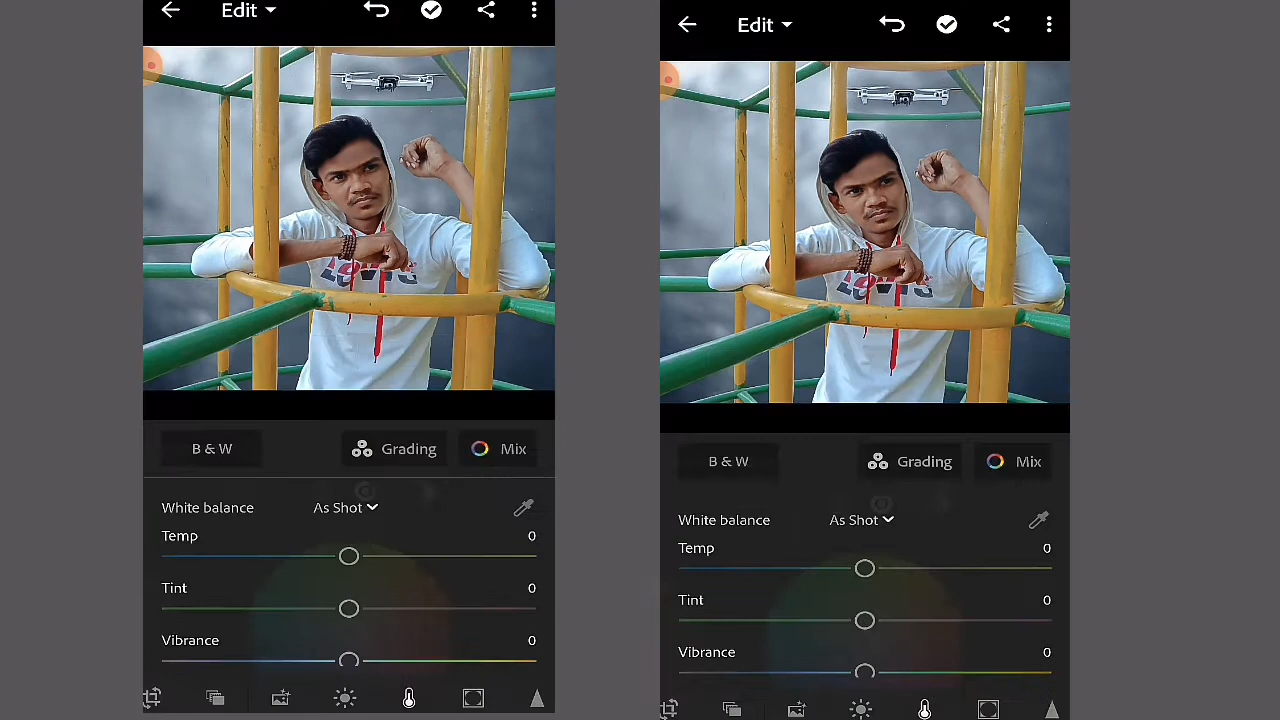 Edit
LOVI'S
B & W
Grading
Mix
White balance
As Shot
Temp
0
Tint
0
Vibrance
0
Edit
B & W
Grading
Mix
White balance
As Shot
Temp
0
Tint
0
Vibrance
0